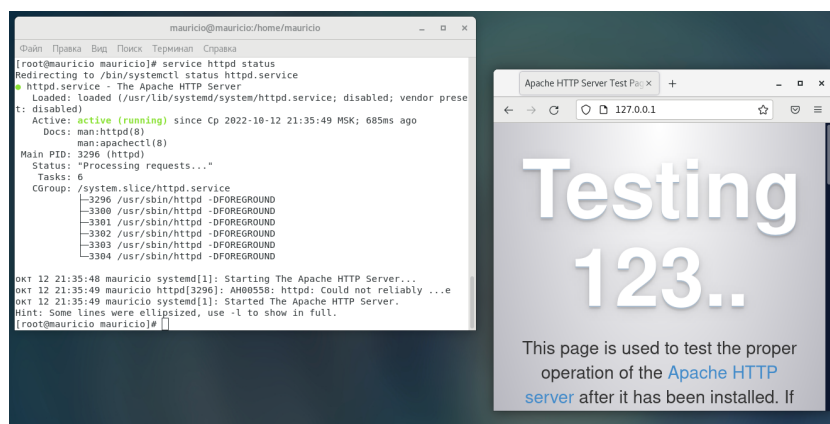 mauricio@mauricio:/home/mauricio
Файл Правка Вид Поиск Терминал Справка
[root@mauricio mauricio]# service httpd status
Redirecting to /bin/systemctl status httpd.service
● httpd.service - The Apache HTTP Server
Loaded: loaded (/usr/lib/systemd/system/httpd.service; disabled; vendor prese
t: disabled)
Active: active (running) since Ср 2022-10-12 21:35:49 MSK; 685ms ago
Docs: man:httpd(8)
man:apachectl(8)
Main PID: 3296 (httpd)
Status: "Processing requests..."
Tasks: 6
CGroup: /system.slice/httpd.service
├─3296 /usr/sbin/httpd -DFOREGROUND
├─3300 /usr/sbin/httpd -DFOREGROUND
├─3301 /usr/sbin/httpd -DFOREGROUND
├─3302 /usr/sbin/httpd -DFOREGROUND
├─3303 /usr/sbin/httpd -DFOREGROUND
└─3304 /usr/sbin/httpd -DFOREGROUND
окт 12 21:35:48 mauricio systemd[1]: Starting The Apache HTTP Server...
окт 12 21:35:49 mauricio httpd[3296]: AH00558: httpd: Could not reliably ...e
окт 12 21:35:49 mauricio systemd[1]: Started The Apache HTTP Server.
Hint: Some lines were ellipsized, use -l to show in full.
[root@mauricio mauricio]#
Apache HTTP Server Test Pag
127.0.0.1
Testing
123..
This page is used to test the proper
operation of the Apache HTTP
server after it has been installed. If